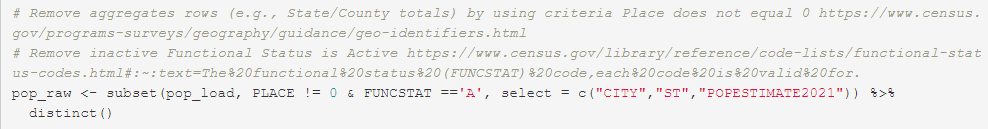 # Remove aggregates rows (e.g., State/County totals) by using criteria Place does not equal 0 https://www.census.
gov/programs-surveys/geography/guidance/geo-identifiers.html
# Remove inactive Functional Status is Active https://www.census.gov/library/reference/code-lists/functional-stat
us-codes.html#:~:text=The%20functional%20status%20(FUNCSTAT)%20code,each%20code%20is%20valid%20for.
pop_raw <- subset(pop_load, PLACE != 0 & FUNCSTAT =='A', select = c("CITY","ST","POPESTIMATE2021")) %>%
  distinct()